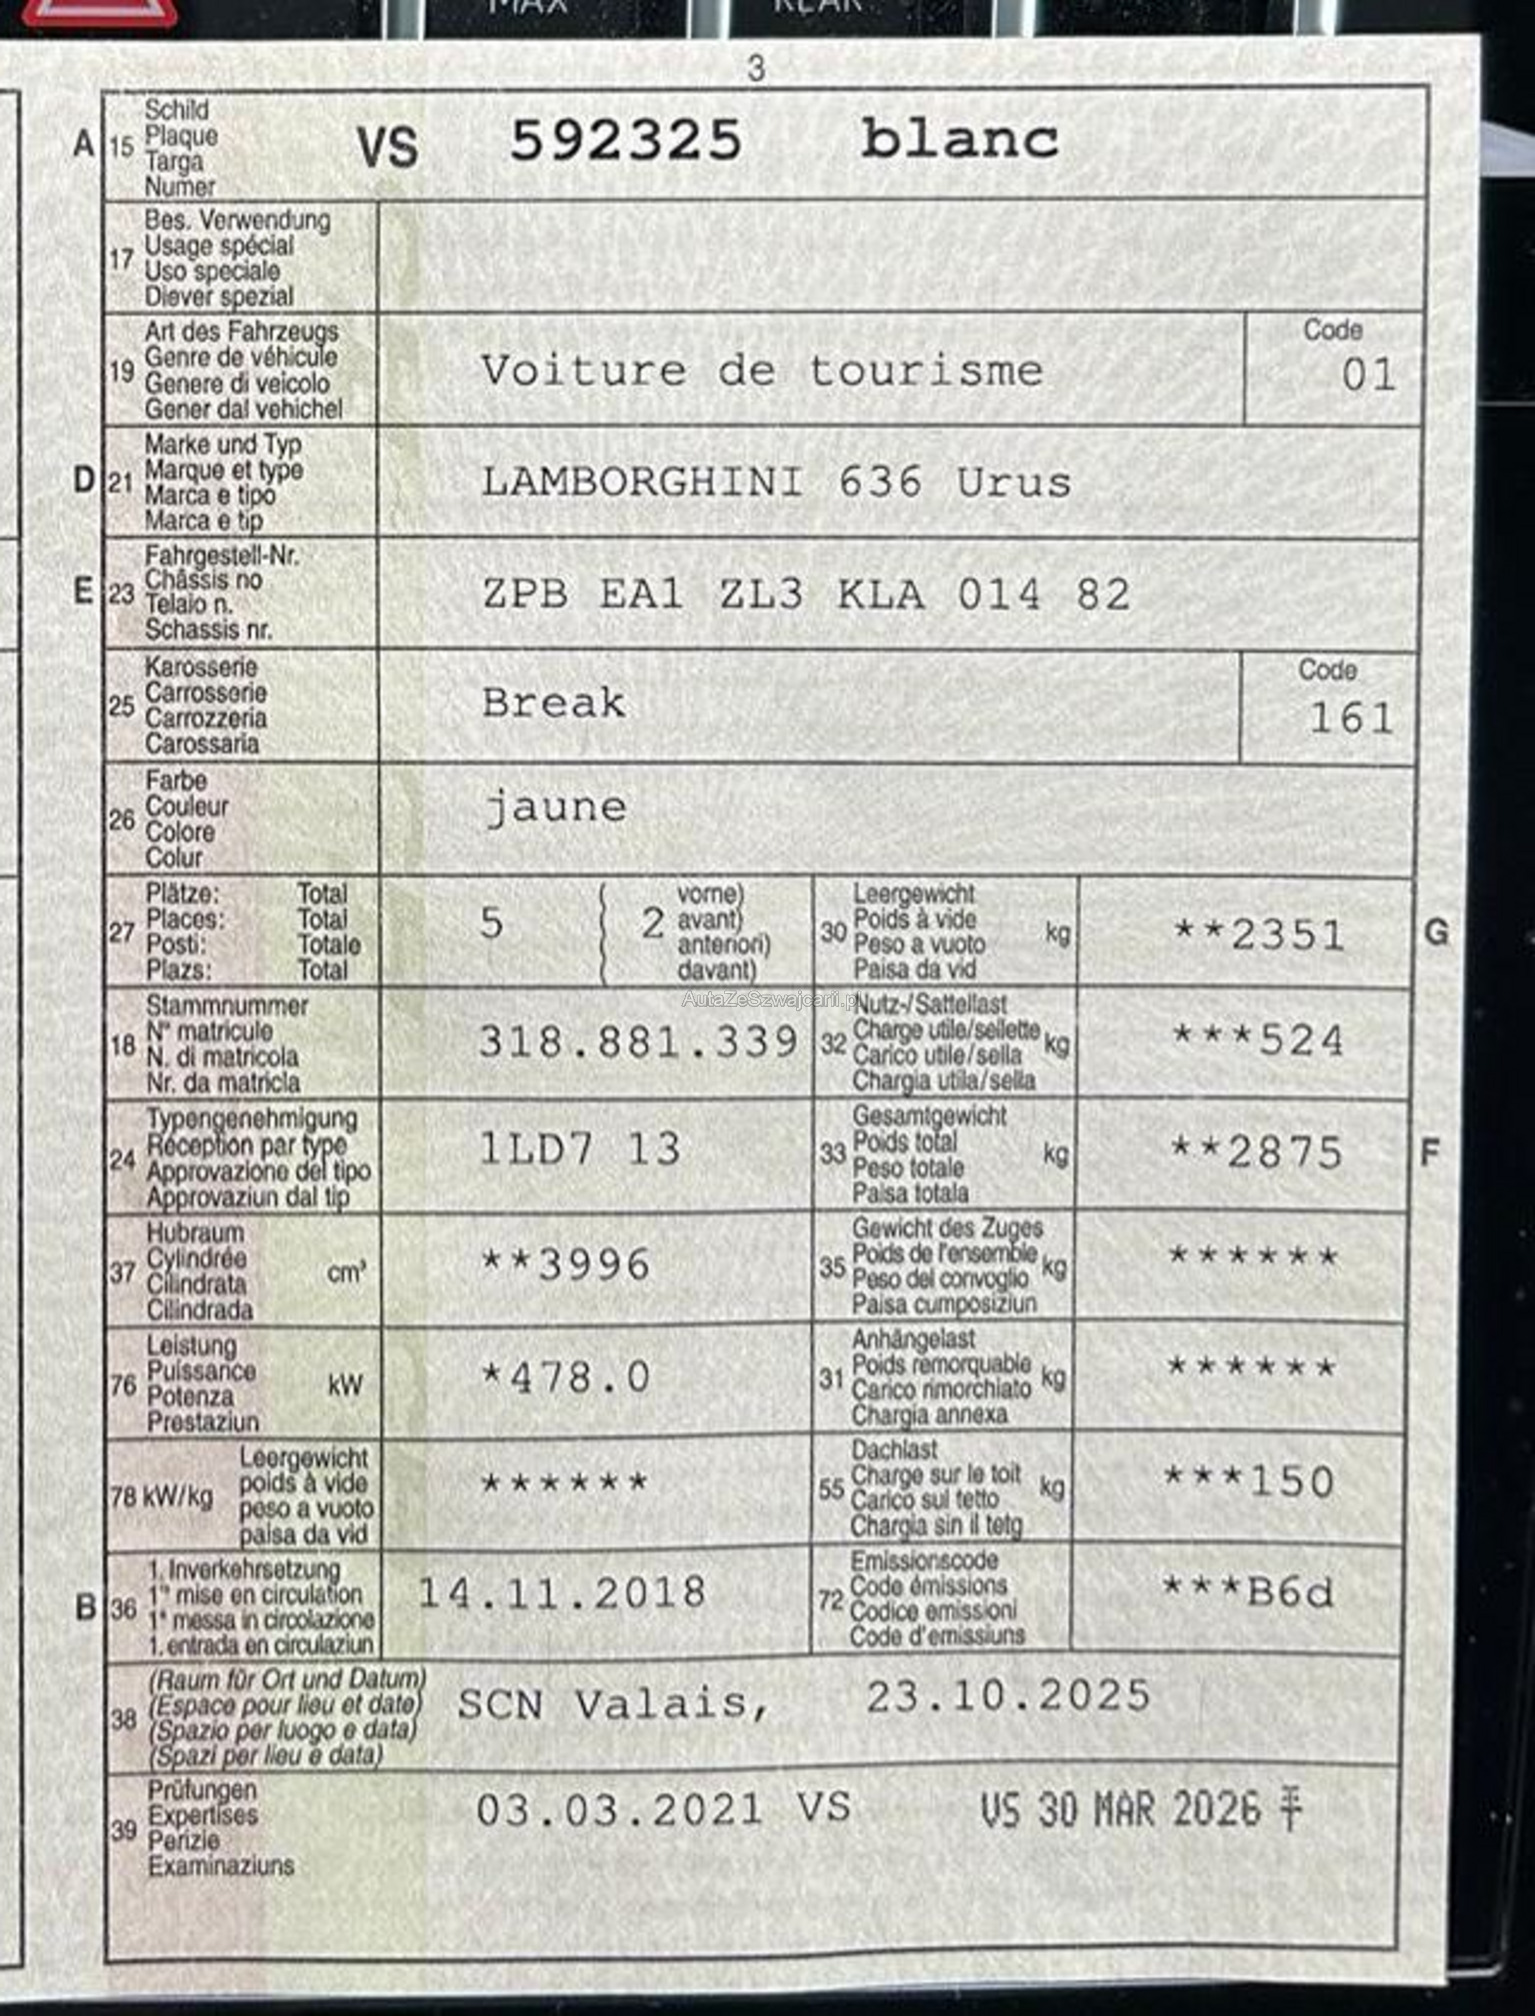 MAX REAR
3
A 15 Schild
Plaque
Targa
Numer
VS 592325 blanc
17 Bes. Verwendung
Usage spécial
Uso speciale
Diever spezial
19 Art des Fahrzeugs
Genre de véhicule
Genere di veicolo
Gener dal vehichel
Voiture de tourisme
Code
01
D 21 Marke und Typ
Marque et type
Marca e tipo
Marca e tip
LAMBORGHINI 636 Urus
E 23 Fahrgestell-Nr.
Châssis no
Telaio n.
Schassis nr.
ZPB EA1 ZL3 KLA 014 82
25 Karosserie
Carrosserie
Carrozzeria
Carossaria
Break
Code
161
26 Farbe
Couleur
Colore
Colur
jaune
27 Plätze: Total
Places: Total
Posti: Totale
Plazs: Total
5 ( 2 vorne)
avant)
anteriori)
davant)
30 Leergewicht
Poids à vide
Peso a vuoto
Paisa da vid
kg **2351 G
AutaZeSzwajcarii.pl
18 Stammnummer
N° matricule
N. di matricola
Nr. da matricla
318.881.339
32 Nutz-/Sattellast
Charge utile/sellette
Carico utile/sella
Chargia utila/sella
kg ***524
24 Typengenehmigung
Réception par type
Approvazione del tipo
Approvaziun dal tip
1LD7 13
33 Gesamtgewicht
Poids total
Peso totale
Paisa totala
kg **2875 F
37 Hubraum
Cylindrée
Cilindrata
Cilindrada
cm³ **3996
35 Gewicht des Zuges
Poids de l'ensemble
Peso del convoglio
Paisa cumposiziun
kg ******
76 Leistung
Puissance
Potenza
Prestaziun
kW *478.0
31 Anhängelast
Poids remorquable
Carico rimorchiato
Chargia annexa
kg ******
78 kW/kg Leergewicht
poids à vide
peso a vuoto
paisa da vid
******
55 Dachlast
Charge sur le toit
Carico sul tetto
Chargia sin il tetg
kg ***150
B 36 1. Inverkehrsetzung
1re mise en circulation
1a messa in circolazione
1. entrada en circulaziun
14.11.2018
72 Emissionscode
Code émissions
Codice emissioni
Code d'emissiuns
***B6d
38 (Raum für Ort und Datum)
(Espace pour lieu et date)
(Spazio per luogo e data)
(Spazi per lieu e data)
SCN Valais, 23.10.2025
39 Prüfungen
Expertises
Perizie
Examinaziuns
03.03.2021 VS VS 30 MAR 2026